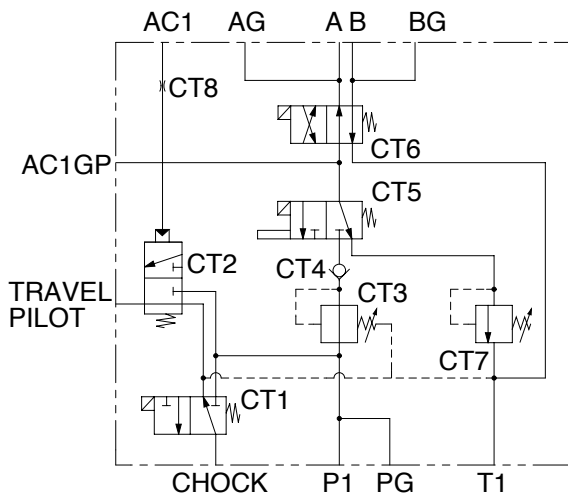 AC1 AG A B BG
CT8
CT6
AC1GP
CT5
CT2
CT4
CT3
TRAVEL
PILOT
CT7
CT1
CHOCK P1 PG T1